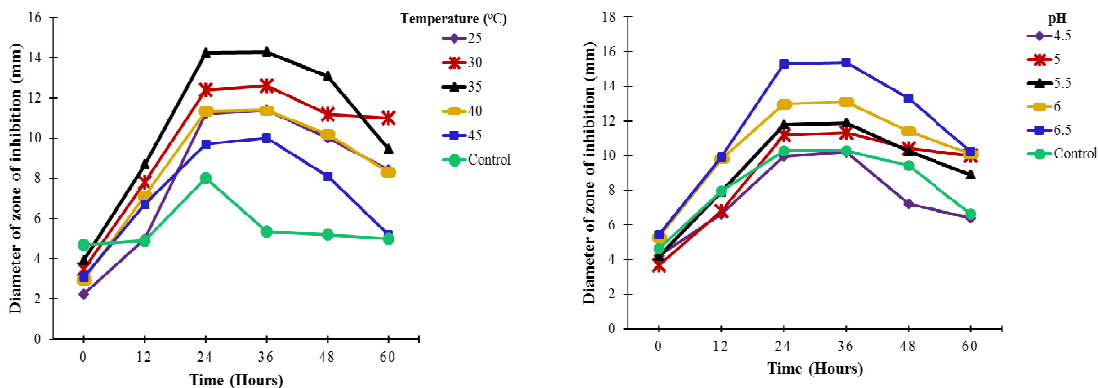 Diameter of zone of inhibition (mm)
16
14
12
10
8
6
4
2
0
0 12 24 36 48 60
Time (Hours)
Temperature (ºC)
25
30
35
40
45
Control
Diameter of zone of inhibition (mm)
18
16
14
12
10
8
6
4
2
0
0 12 24 36 48 60
Time (Hours)
pH
4.5
5
5.5
6
6.5
Control